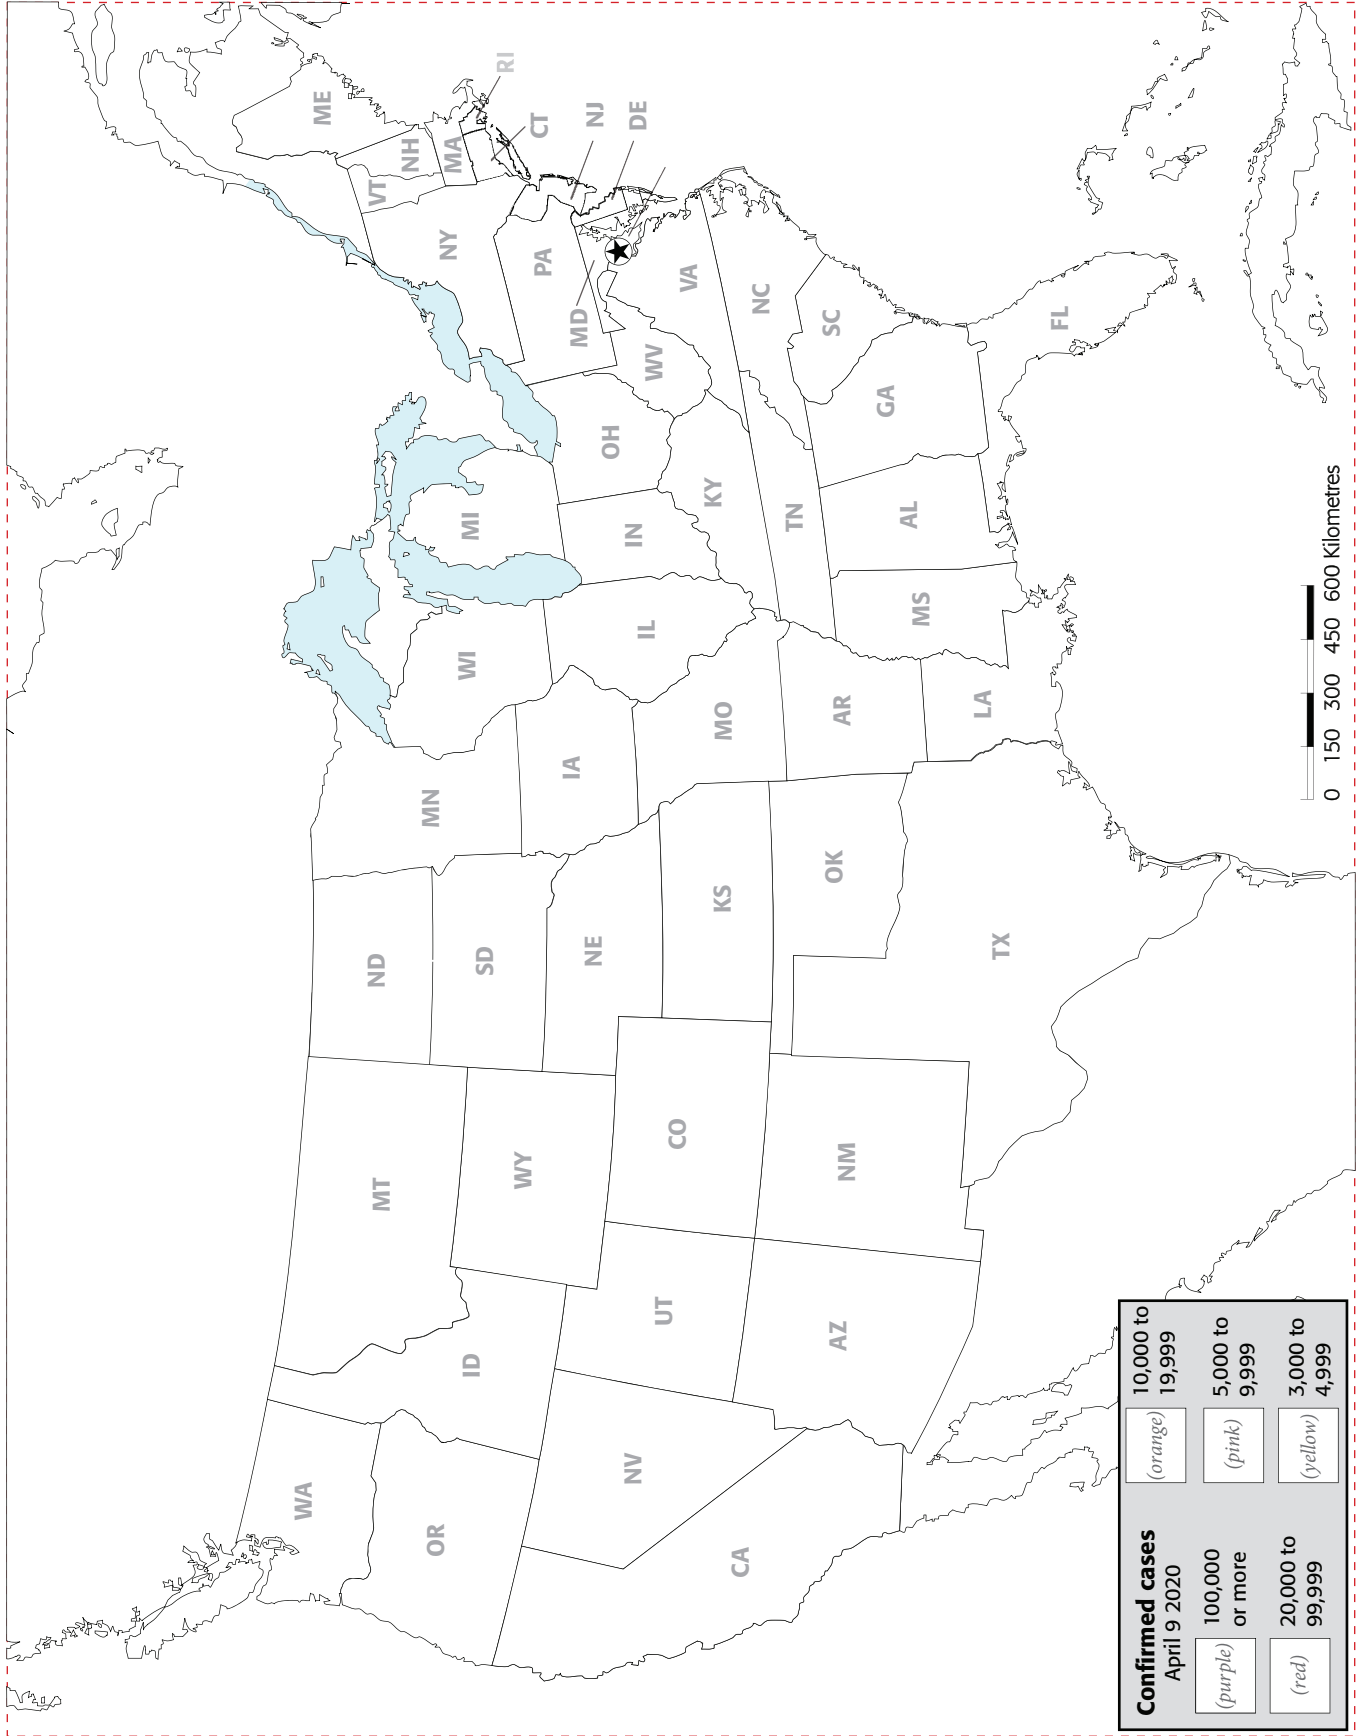 WA
OR
CA
NV
ID
MT
WY
UT
AZ
CO
NM
ND
SD
NE
KS
OK
TX
MN
IA
MO
AR
LA
WI
IL
MS
MI
IN
KY
TN
AL
OH
GA
WV
VA
NC
SC
FL
PA
MD
NY
VT
NH
MA
ME
RI
CT
NJ
DE
0 150 300 450 600 Kilometres
Confirmed cases
April 9 2020
(purple) 100,000
or more
(red) 20,000 to
99,999
(orange) 10,000 to
19,999
(pink) 5,000 to
9,999
(yellow) 3,000 to
4,999